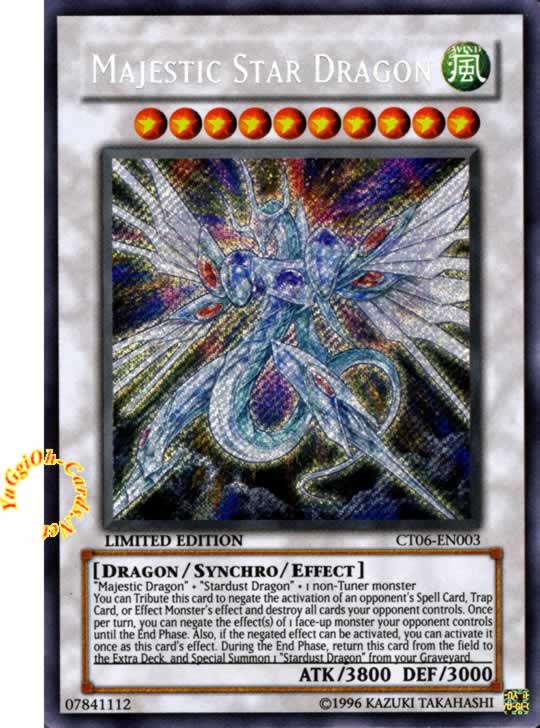 MAJESTIC STAR DRAGON
WIND
風
LIMITED EDITION
CT06-EN003
[DRAGON/SYNCHRO/EFFECT]
"Majestic Dragon" + "Stardust Dragon" + 1 non-Tuner monster
You can Tribute this card to negate the activation of an opponent's Spell Card, Trap
Card, or Effect Monster's effect and destroy all cards your opponent controls. Once
per turn, you can negate the effect(s) of 1 face-up monster your opponent controls
until the End Phase. Also, if the negated effect can be activated, you can activate it
once as this card's effect. During the End Phase, return this card from the field to
the Extra Deck, and Special Summon 1 "Stardust Dragon" from your Graveyard.
ATK/3800 DEF/3000
07841112
©1996 KAZUKI TAKAHASHI
YuGgiOh-Cards.Net